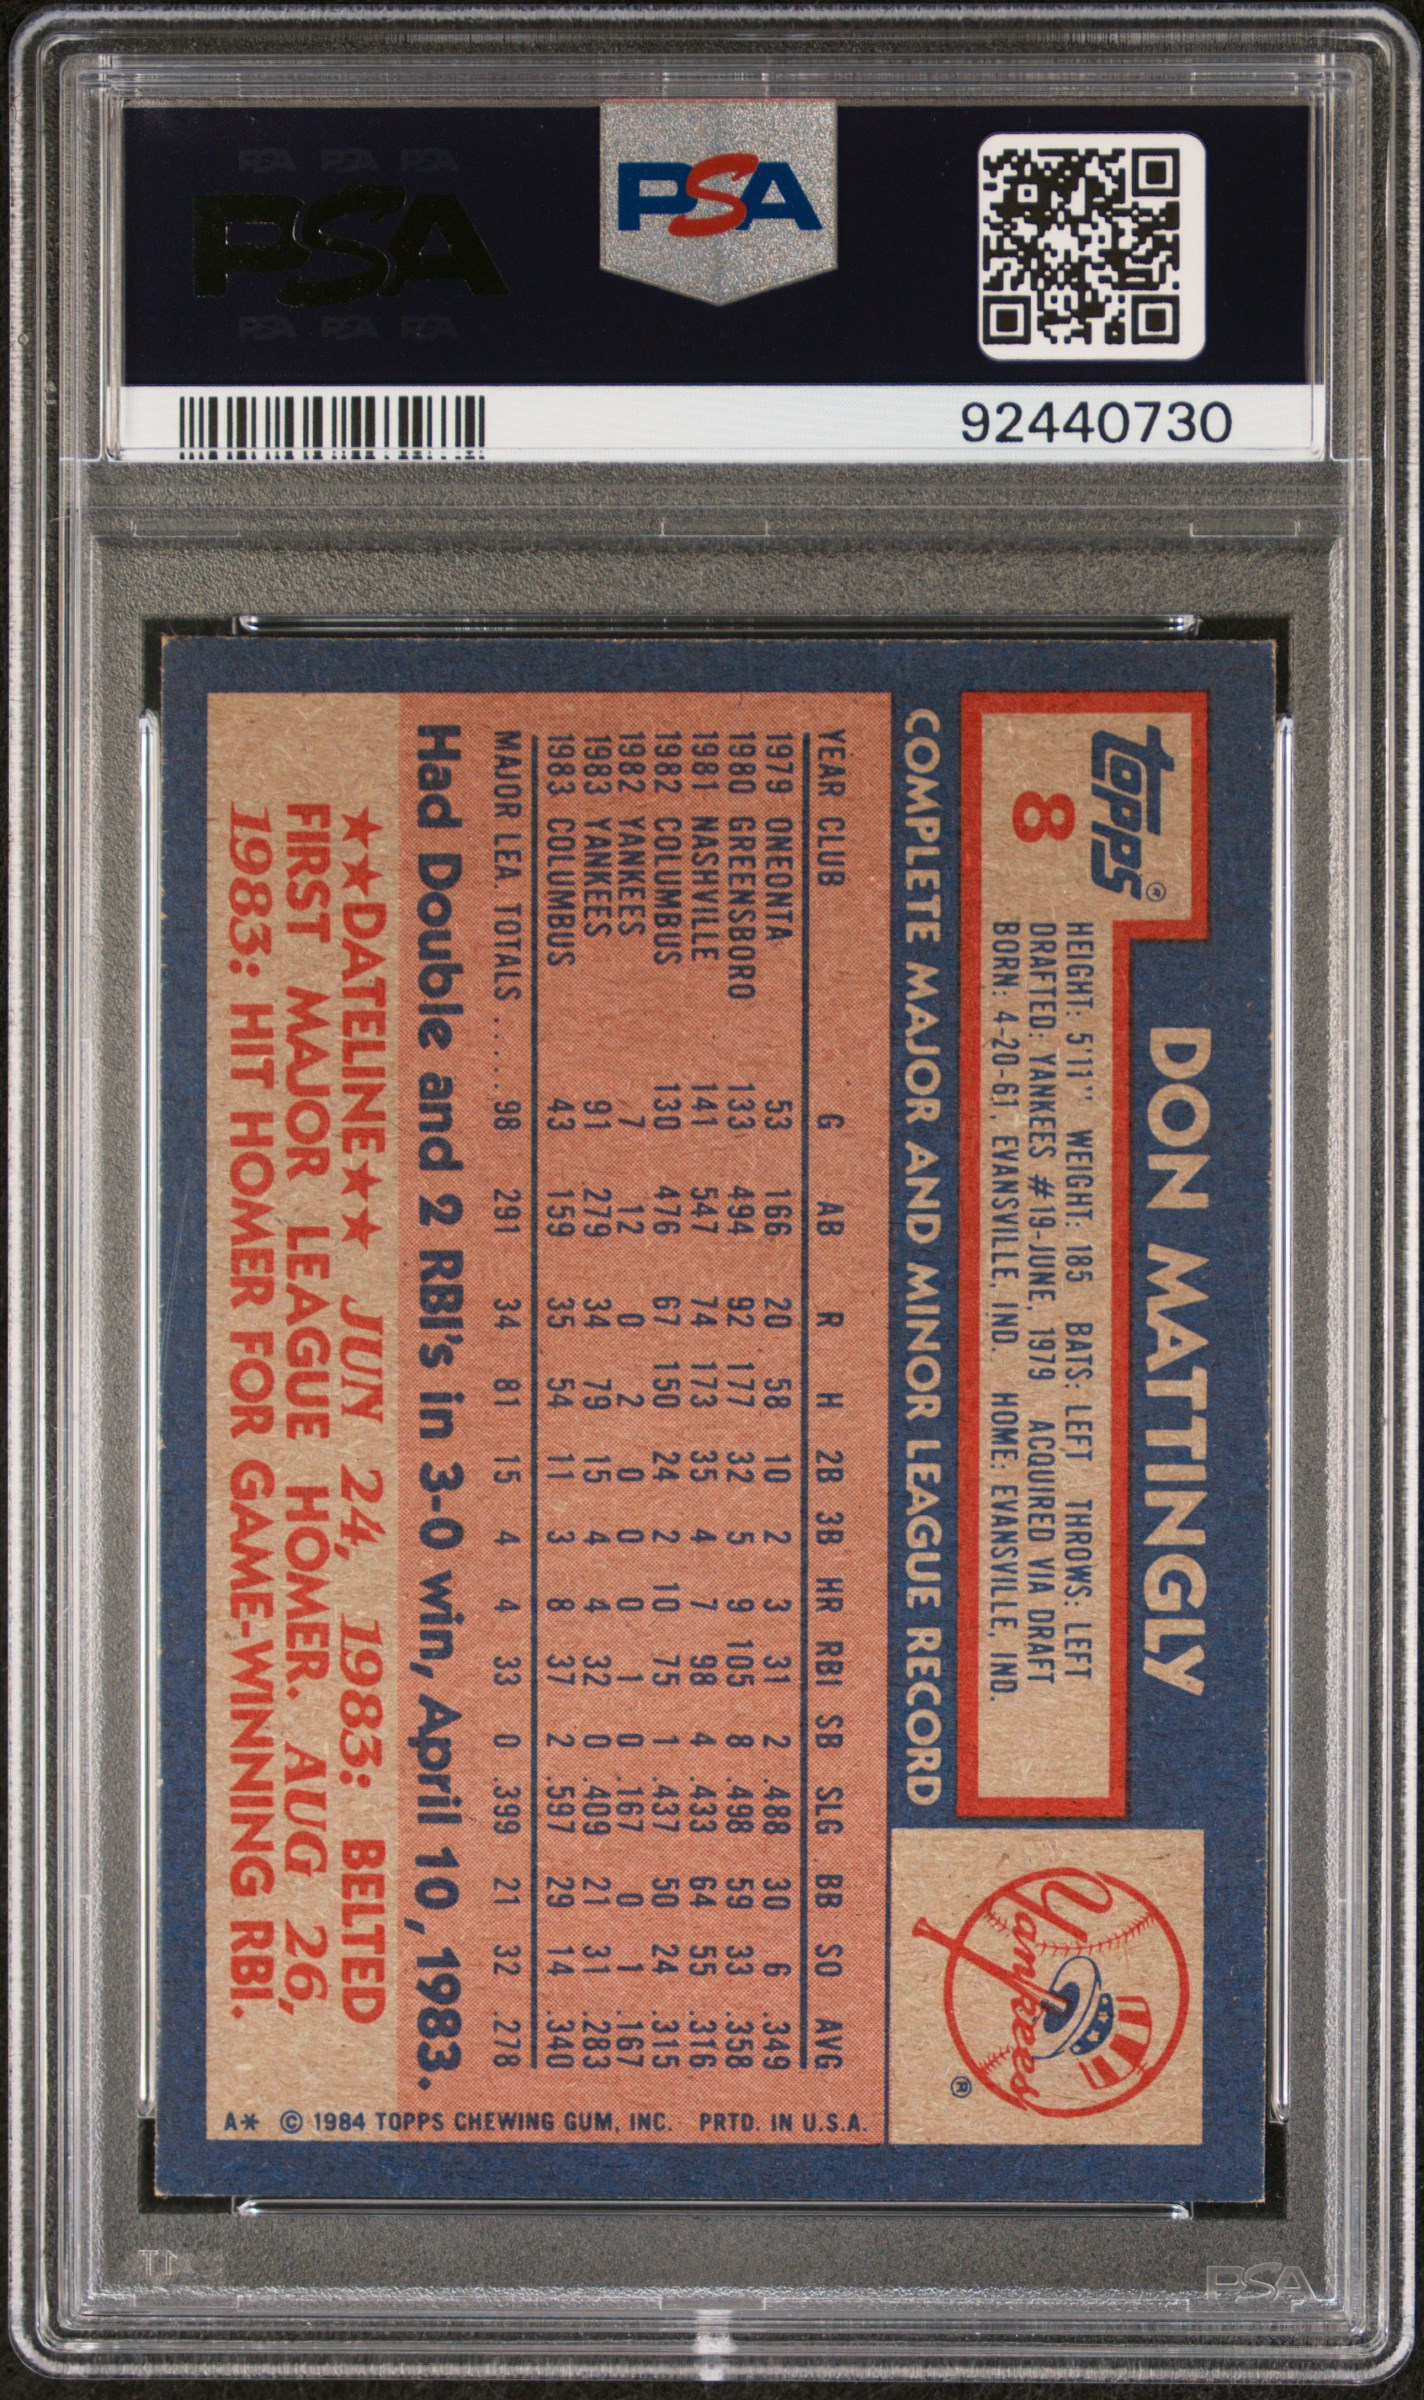 PSA PSA PSA
PSA
PSA PSA PSA
PSA
92440730
topps®
8
DON MATTINGLY
HEIGHT: 5'11" WEIGHT: 185 BATS: LEFT THROWS: LEFT
DRAFTED: YANKEES #19-JUNE, 1979 ACQUIRED VIA DRAFT
BORN: 4-20-61, EVANSVILLE, IND. HOME: EVANSVILLE, IND.
Yankees ®
COMPLETE MAJOR AND MINOR LEAGUE RECORD
YEAR CLUB G AB R H 2B 3B HR RBI SB SLG BB SO AVG
1979 ONEONTA 53 166 20 58 10 2 3 31 2 .488 30 6 .349
1980 GREENSBORO 133 494 92 177 32 5 9 105 8 .498 59 33 .358
1981 NASHVILLE 141 547 74 173 35 4 7 98 4 .433 64 55 .316
1982 COLUMBUS 130 476 67 150 24 2 10 75 1 .437 50 24 .315
1982 YANKEES 7 12 0 2 0 0 0 1 0 .167 0 1 .167
1983 YANKEES 91 279 34 79 15 4 4 32 0 .409 21 31 .283
1983 COLUMBUS 43 159 35 54 11 3 8 37 2 .597 29 14 .340
MAJOR LEA. TOTALS ..... 98 291 34 81 15 4 4 33 0 .399 21 32 .278
Had Double and 2 RBI's in 3-0 win, April 10, 1983.
★★DATELINE★★ JUN 24, 1983: BELTED
FIRST MAJOR LEAGUE HOMER. AUG 26,
1983: HIT HOMER FOR GAME-WINNING RBI.
A* © 1984 TOPPS CHEWING GUM, INC. PRTD. IN U.S.A.
PSA